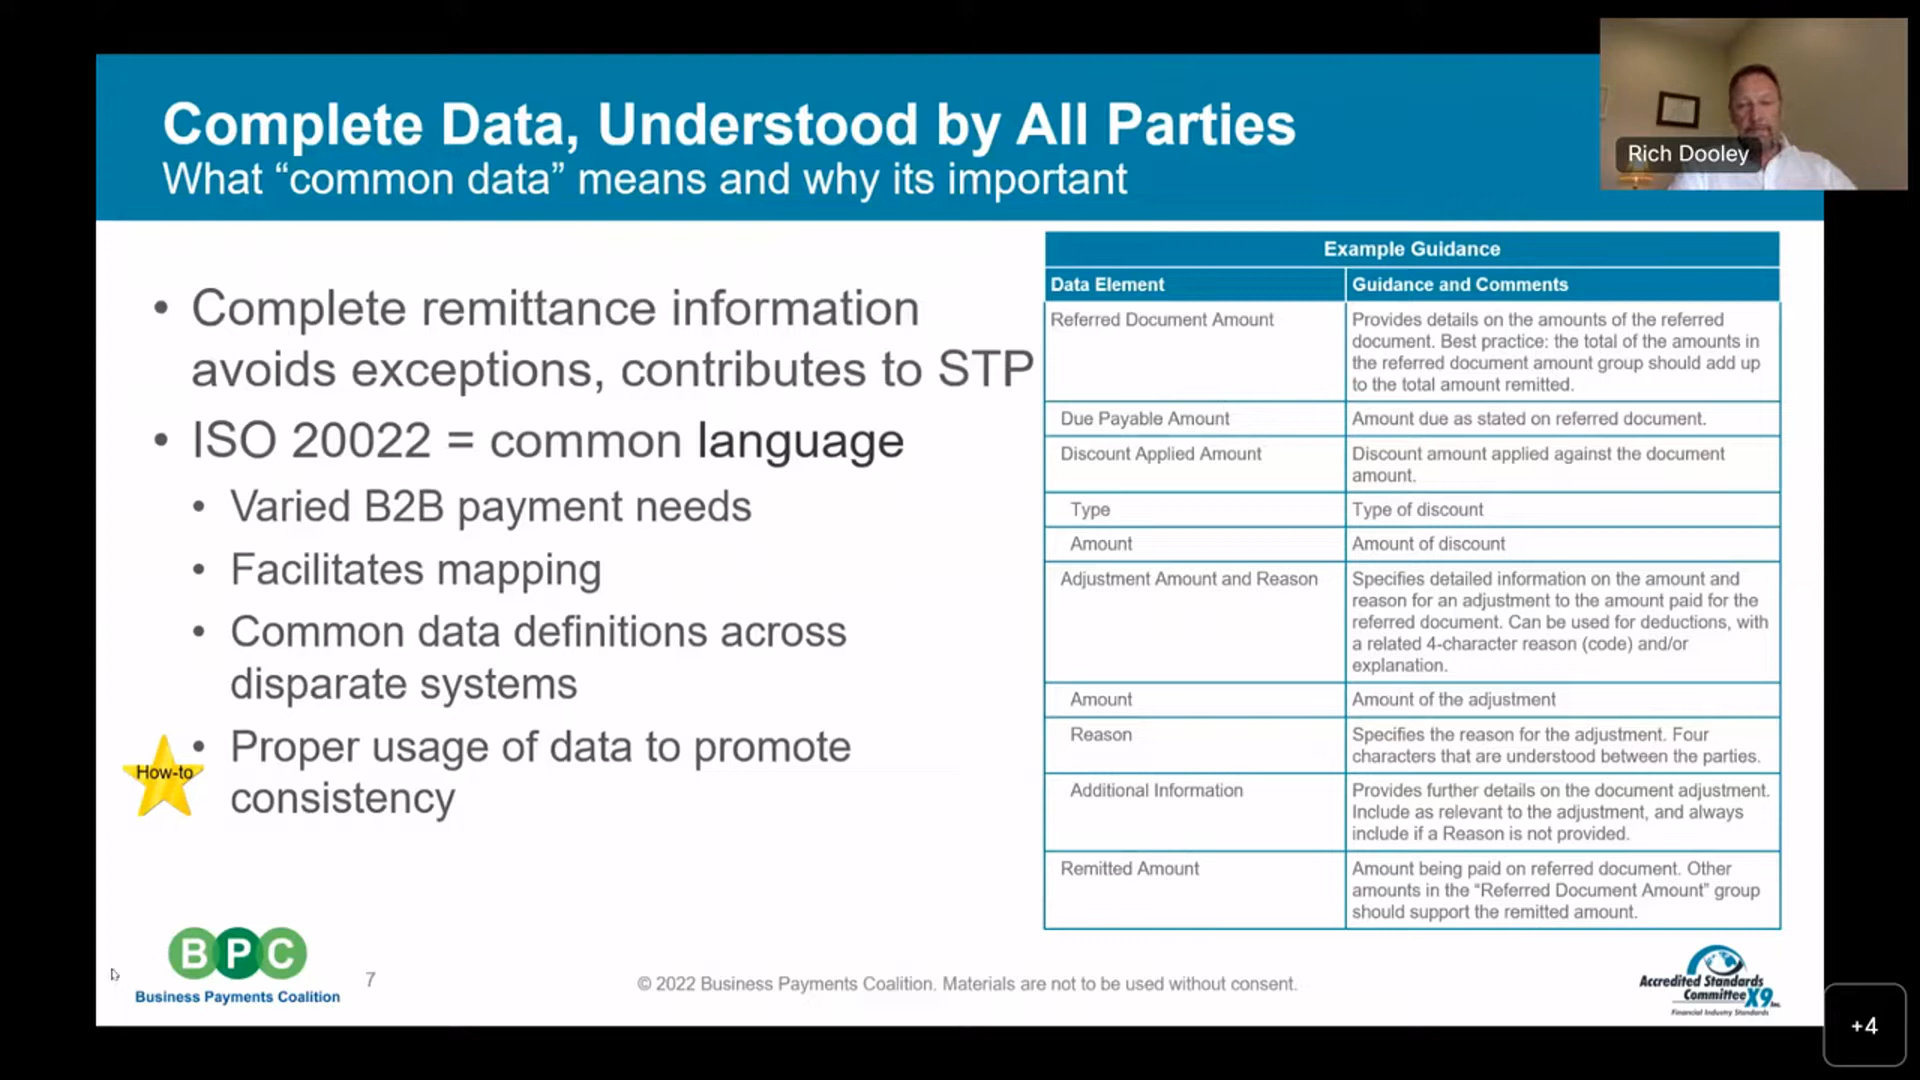 Complete Data, Understood by All Parties
What “common data” means and why its important
Rich Dooley
• Complete remittance information
avoids exceptions, contributes to STP
• ISO 20022 = common language
• Varied B2B payment needs
• Facilitates mapping
• Common data definitions across
disparate systems
• Proper usage of data to promote
consistency
How-to
Example Guidance
Data Element
Guidance and Comments
Referred Document Amount
Provides details on the amounts of the referred
document. Best practice: the total of the amounts in
the referred document amount group should add up
to the total amount remitted.
Due Payable Amount
Amount due as stated on referred document.
Discount Applied Amount
Discount amount applied against the document
amount.
Type
Type of discount
Amount
Amount of discount
Adjustment Amount and Reason
Specifies detailed information on the amount and
reason for an adjustment to the amount paid for the
referred document. Can be used for deductions, with
a related 4-character reason (code) and/or
explanation.
Amount
Amount of the adjustment
Reason
Specifies the reason for the adjustment. Four
characters that are understood between the parties.
Additional Information
Provides further details on the document adjustment.
Include as relevant to the adjustment, and always
include if a Reason is not provided.
Remitted Amount
Amount being paid on referred document. Other
amounts in the “Referred Document Amount” group
should support the remitted amount.
BPC
Business Payments Coalition
7
© 2022 Business Payments Coalition. Materials are not to be used without consent.
Accredited Standards
Committee X9 Inc.
Financial Industry Standards
+4